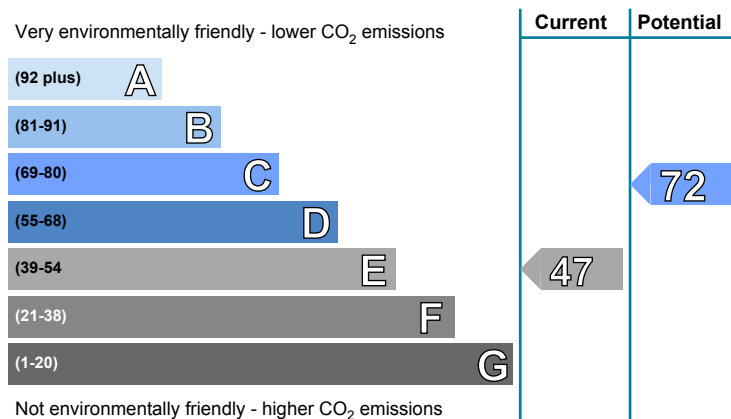 Current Potential
Very environmentally friendly - lower CO₂ emissions
(92 plus) A
(81-91) B
(69-80) C
72
(55-68) D
(39-54 E
47
(21-38) F
(1-20) G
Not environmentally friendly - higher CO₂ emissions